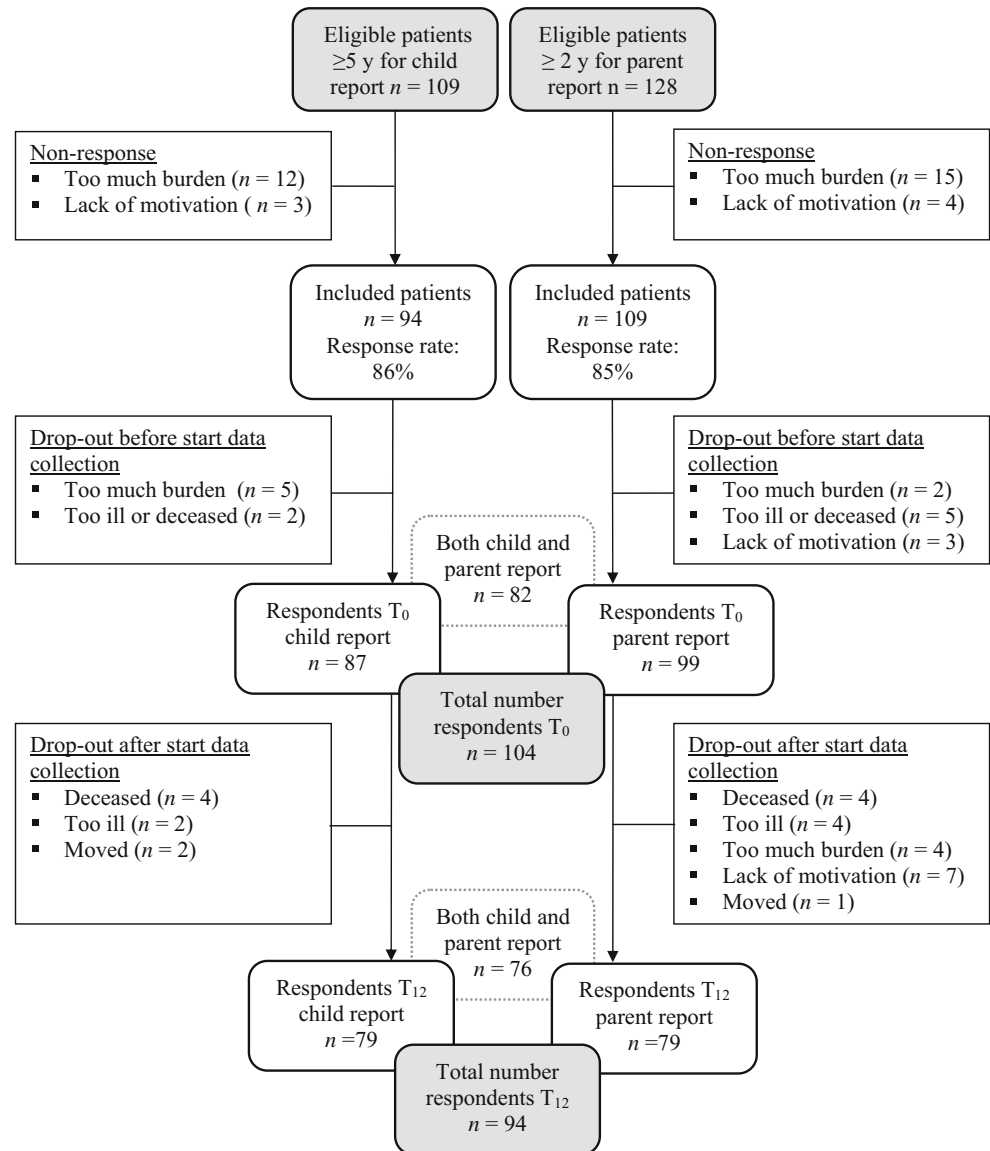 Eligible patients
≥5 y for child
report n = 109
Eligible patients
≥ 2 y for parent
report n = 128
Non-response
▪ Too much burden (n = 12)
▪ Lack of motivation ( n = 3)
Non-response
▪ Too much burden (n = 15)
▪ Lack of motivation (n = 4)
Included patients
n = 94
Response rate:
86%
Included patients
n = 109
Response rate:
85%
Drop-out before start data
collection
▪ Too much burden (n = 5)
▪ Too ill or deceased (n = 2)
Drop-out before start data
collection
▪ Too much burden (n = 2)
▪ Too ill or deceased (n = 5)
▪ Lack of motivation (n = 3)
Both child and
parent report
n = 82
Respondents T0
child report
n = 87
Respondents T0
parent report
n = 99
Total number
respondents T0
n = 104
Drop-out after start data
collection
▪ Deceased (n = 4)
▪ Too ill (n = 2)
▪ Moved (n = 2)
Drop-out after start data
collection
▪ Deceased (n = 4)
▪ Too ill (n = 4)
▪ Too much burden (n = 4)
▪ Lack of motivation (n = 7)
▪ Moved (n = 1)
Both child and
parent report
n = 76
Respondents T12
child report
n =79
Respondents T12
parent report
n =79
Total number
respondents T12
n = 94